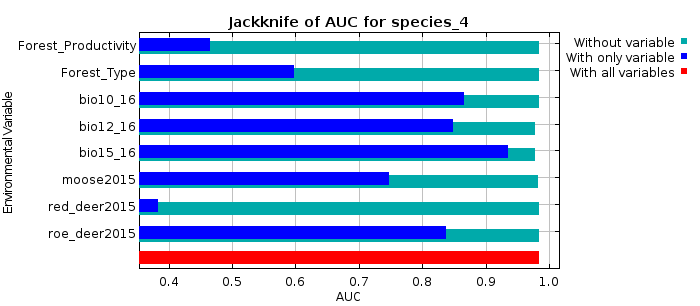 Jackknife of AUC for species_4
Forest_Productivity
Forest_Type
bio10_16
bio12_16
bio15_16
moose2015
red_deer2015
roe_deer2015
Environmental Variable
0.4 0.5 0.6 0.7 0.8 0.9 1.0
AUC
Without variable
With only variable
With all variables